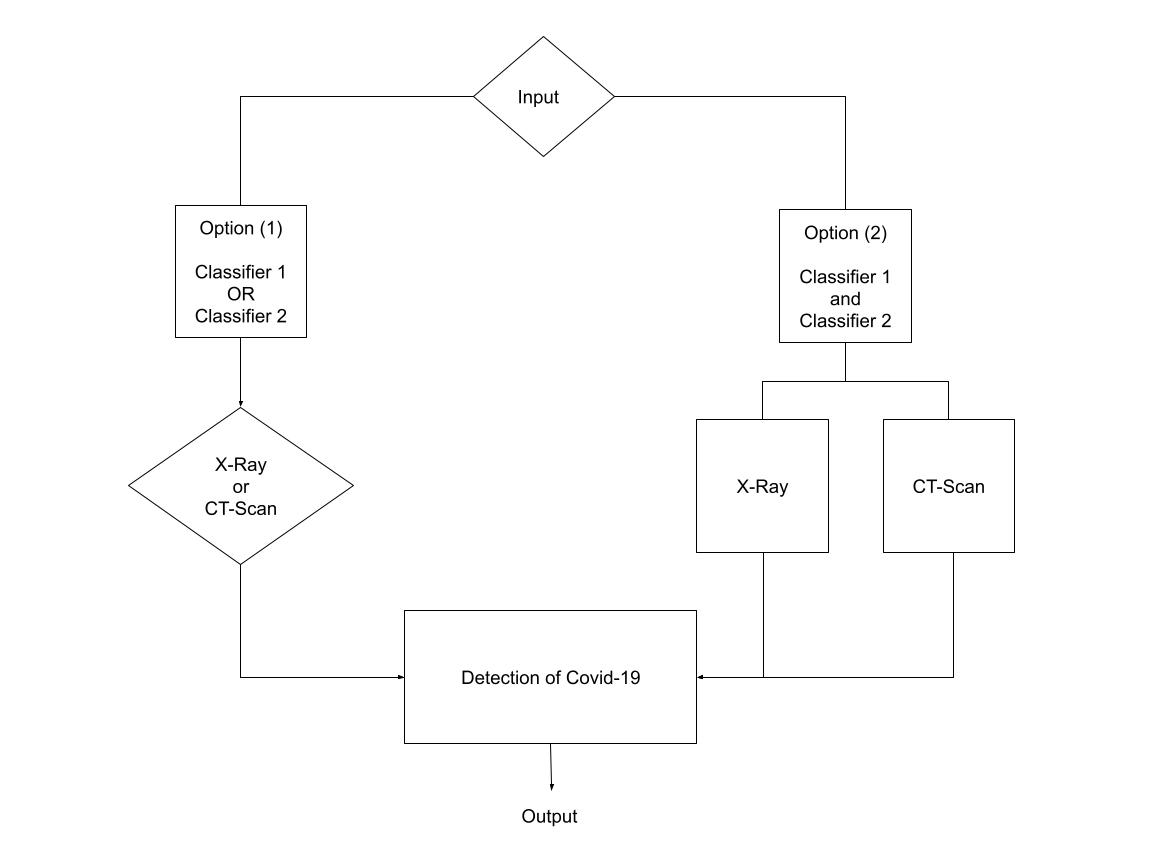 Input
Option (1)
Classifier 1
OR
Classifier 2
Option (2)
Classifier 1
and
Classifier 2
X-Ray
or
CT-Scan
X-Ray
CT-Scan
Detection of Covid-19
Output